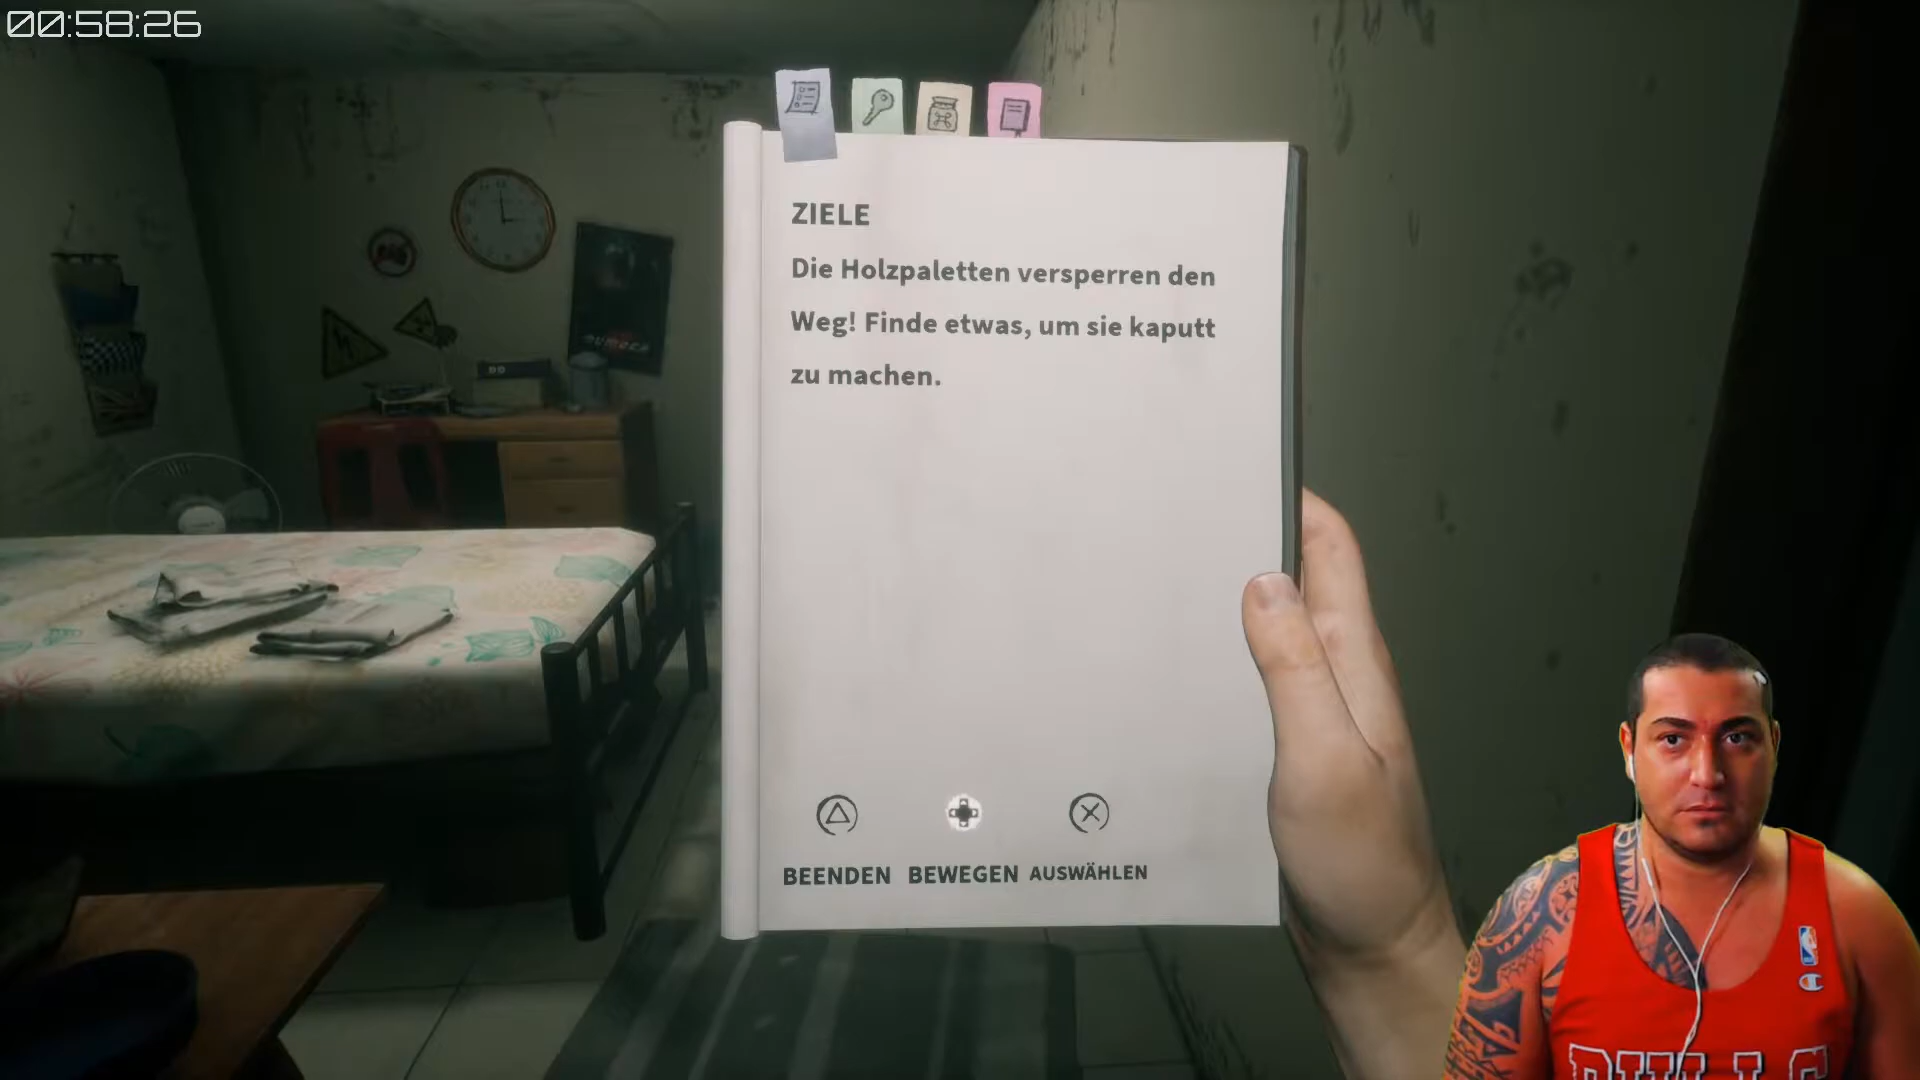 00:58:26
ZIELE
Die Holzpaletten versperren den
Weg! Finde etwas, um sie kaputt
zu machen.
BEENDEN BEWEGEN AUSWÄHLEN
BULLS